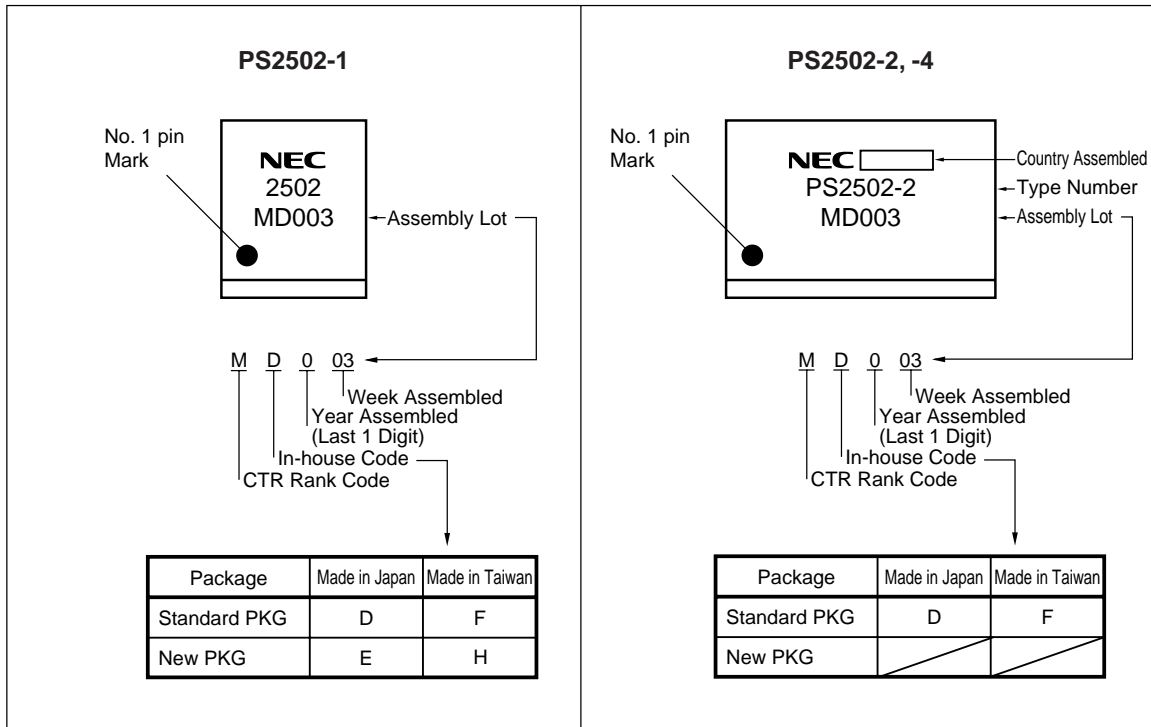 PS2502-1
No. 1 pin
Mark
NEC
2502
MD003
Assembly Lot
M D 0 03
Week Assembled
Year Assembled
(Last 1 Digit)
In-house Code
CTR Rank Code
Package Made in Japan Made in Taiwan
Standard PKG D F
New PKG E H
PS2502-2, -4
No. 1 pin
Mark
NEC
Country Assembled
PS2502-2
Type Number
MD003
Assembly Lot
M D 0 03
Week Assembled
Year Assembled
(Last 1 Digit)
In-house Code
CTR Rank Code
Package Made in Japan Made in Taiwan
Standard PKG D F
New PKG